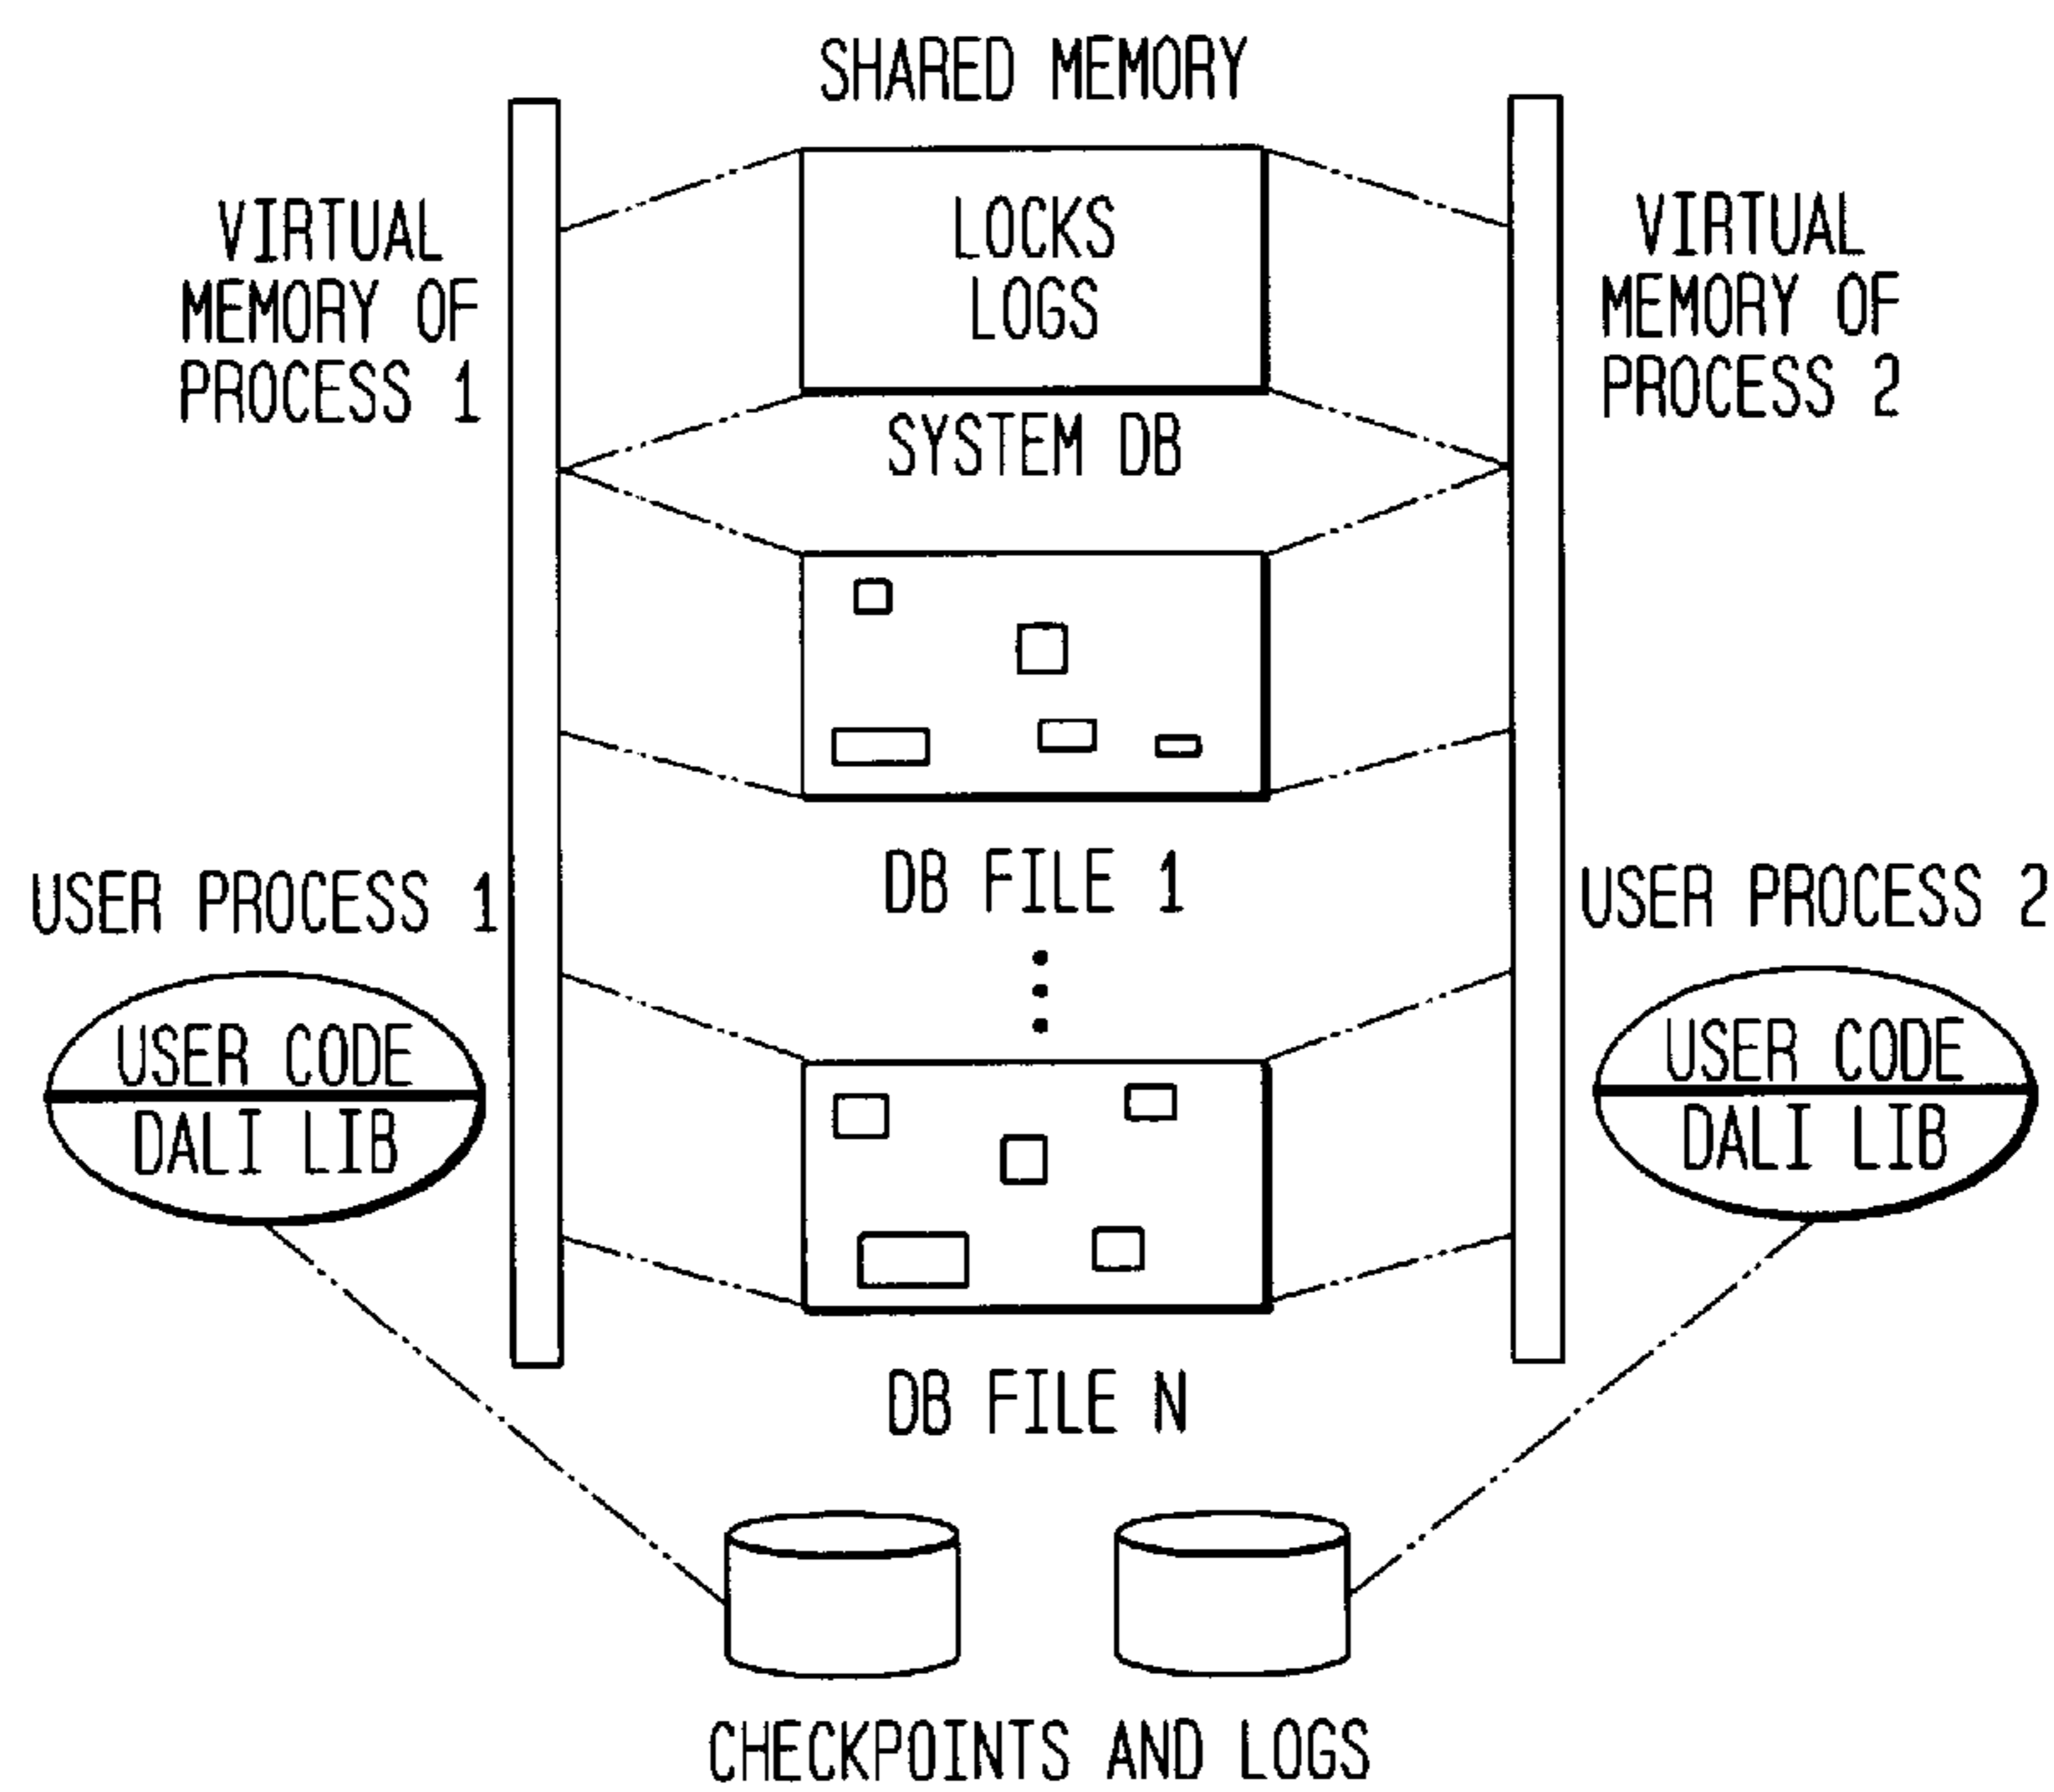 SHARED MEMORY
VIRTUAL
MEMORY OF
PROCESS 1
LOCKS
LOGS
VIRTUAL
MEMORY OF
PROCESS 2
SYSTEM DB
DB FILE 1
USER PROCESS 1
USER CODE
DALI LIB
USER PROCESS 2
USER CODE
DALI LIB
DB FILE N
CHECKPOINTS AND LOGS